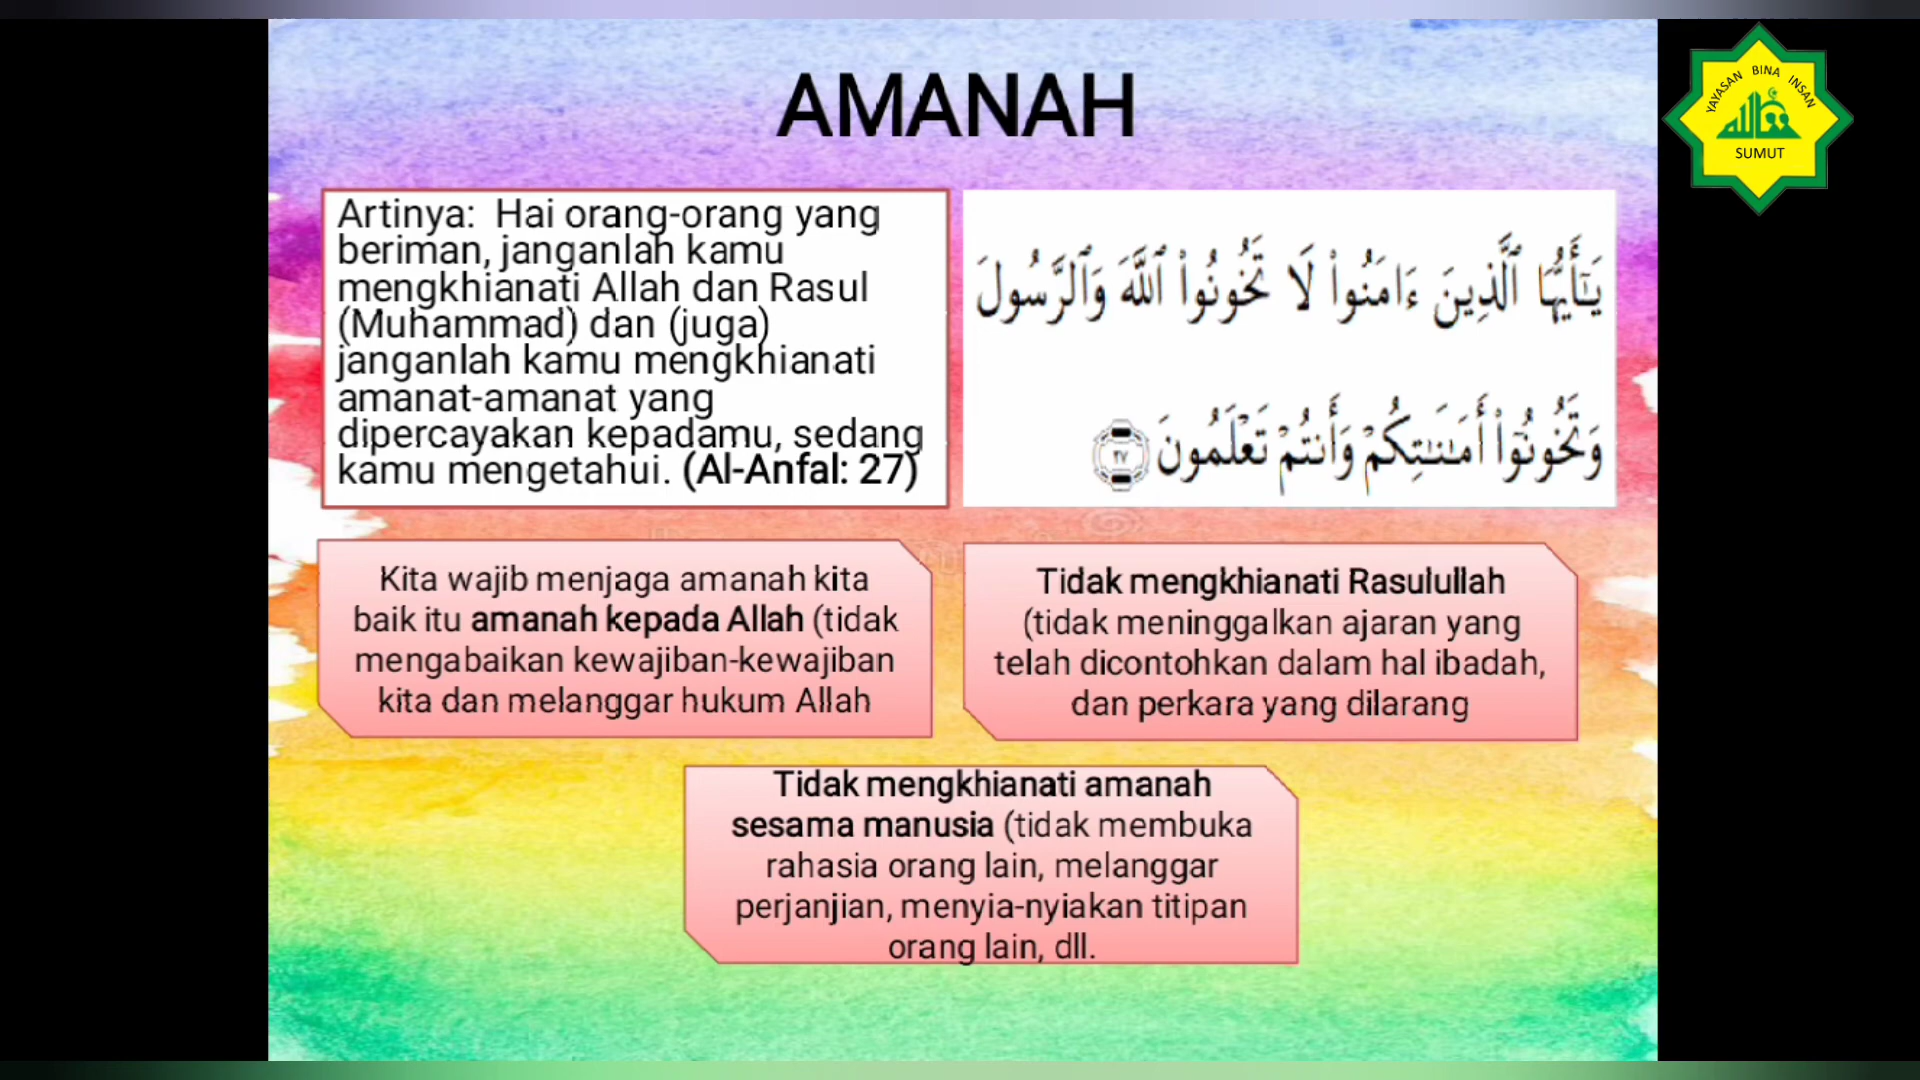 AMANAH
YAYASAN BINA INSAN
SUMUT
Artinya: Hai orang-orang yang
beriman, janganlah kamu
mengkhianati Allah dan Rasul
(Muhammad) dan (juga)
janganlah kamu mengkhianati
amanat-amanat yang
dipercayakan kepadamu, sedang
kamu mengetahui. (Al-Anfal: 27)
يَـٰٓأَيُّهَا ٱلَّذِينَ ءَامَنُوا۟ لَا تَخُونُوا۟ ٱللَّهَ وَٱلرَّسُولَ
وَتَخُونُوٓا۟ أَمَـٰنَـٰتِكُمْ وَأَنتُمْ تَعْلَمُونَ ٢٧
Kita wajib menjaga amanah kita
baik itu amanah kepada Allah (tidak
mengabaikan kewajiban-kewajiban
kita dan melanggar hukum Allah
Tidak mengkhianati Rasulullah
(tidak meninggalkan ajaran yang
telah dicontohkan dalam hal ibadah,
dan perkara yang dilarang
Tidak mengkhianati amanah
sesama manusia (tidak membuka
rahasia orang lain, melanggar
perjanjian, menyia-nyiakan titipan
orang lain, dll.